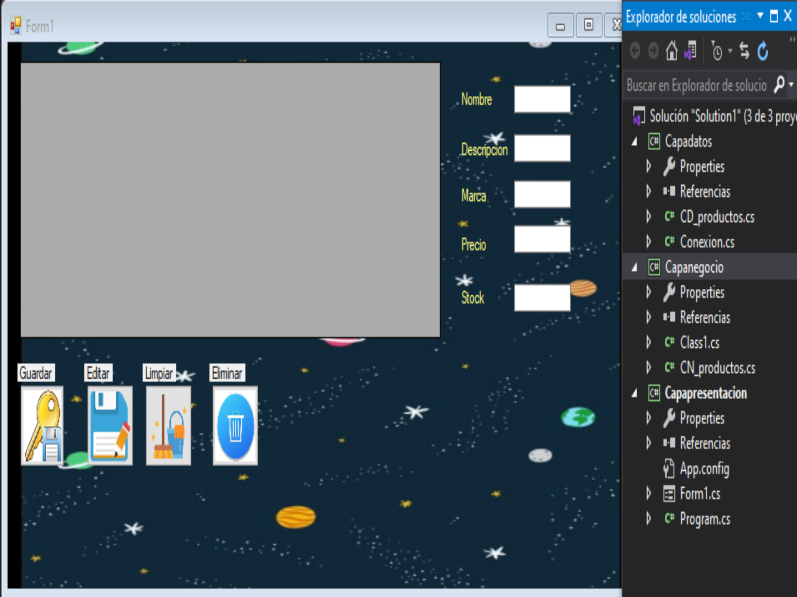 Form1
Nombre
Descripcion
Marca
Precio
Stock
Guardar
Editar
Limpiar
Eliminar
Explorador de soluciones
Buscar en Explorador de solucio
Solución "Solution1" (3 de 3 proye
C# Capadatos
Properties
Referencias
C# CD_productos.cs
C# Conexion.cs
C# Capanegocio
Properties
Referencias
C# Class1.cs
C# CN_productos.cs
C# Capapresentacion
Properties
Referencias
App.config
Form1.cs
C# Program.cs